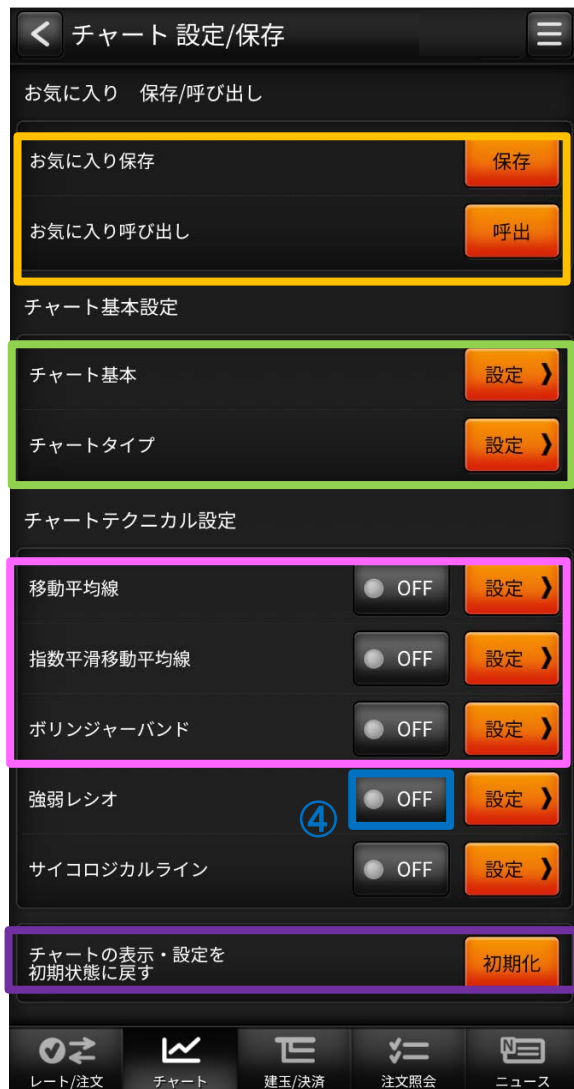 チャート 設定/保存
お気に入り　保存/呼び出し
お気に入り保存
保存
お気に入り呼び出し
呼出
チャート基本設定
チャート基本
設定 ❯
チャートタイプ
設定 ❯
チャートテクニカル設定
移動平均線
OFF
設定 ❯
指数平滑移動平均線
OFF
設定 ❯
ボリンジャーバンド
OFF
設定 ❯
強弱レシオ
④
OFF
設定 ❯
サイコロジカルライン
OFF
設定 ❯
チャートの表示・設定を
初期状態に戻す
初期化
レート/注文
チャート
建玉/決済
注文照会
N
ニュース